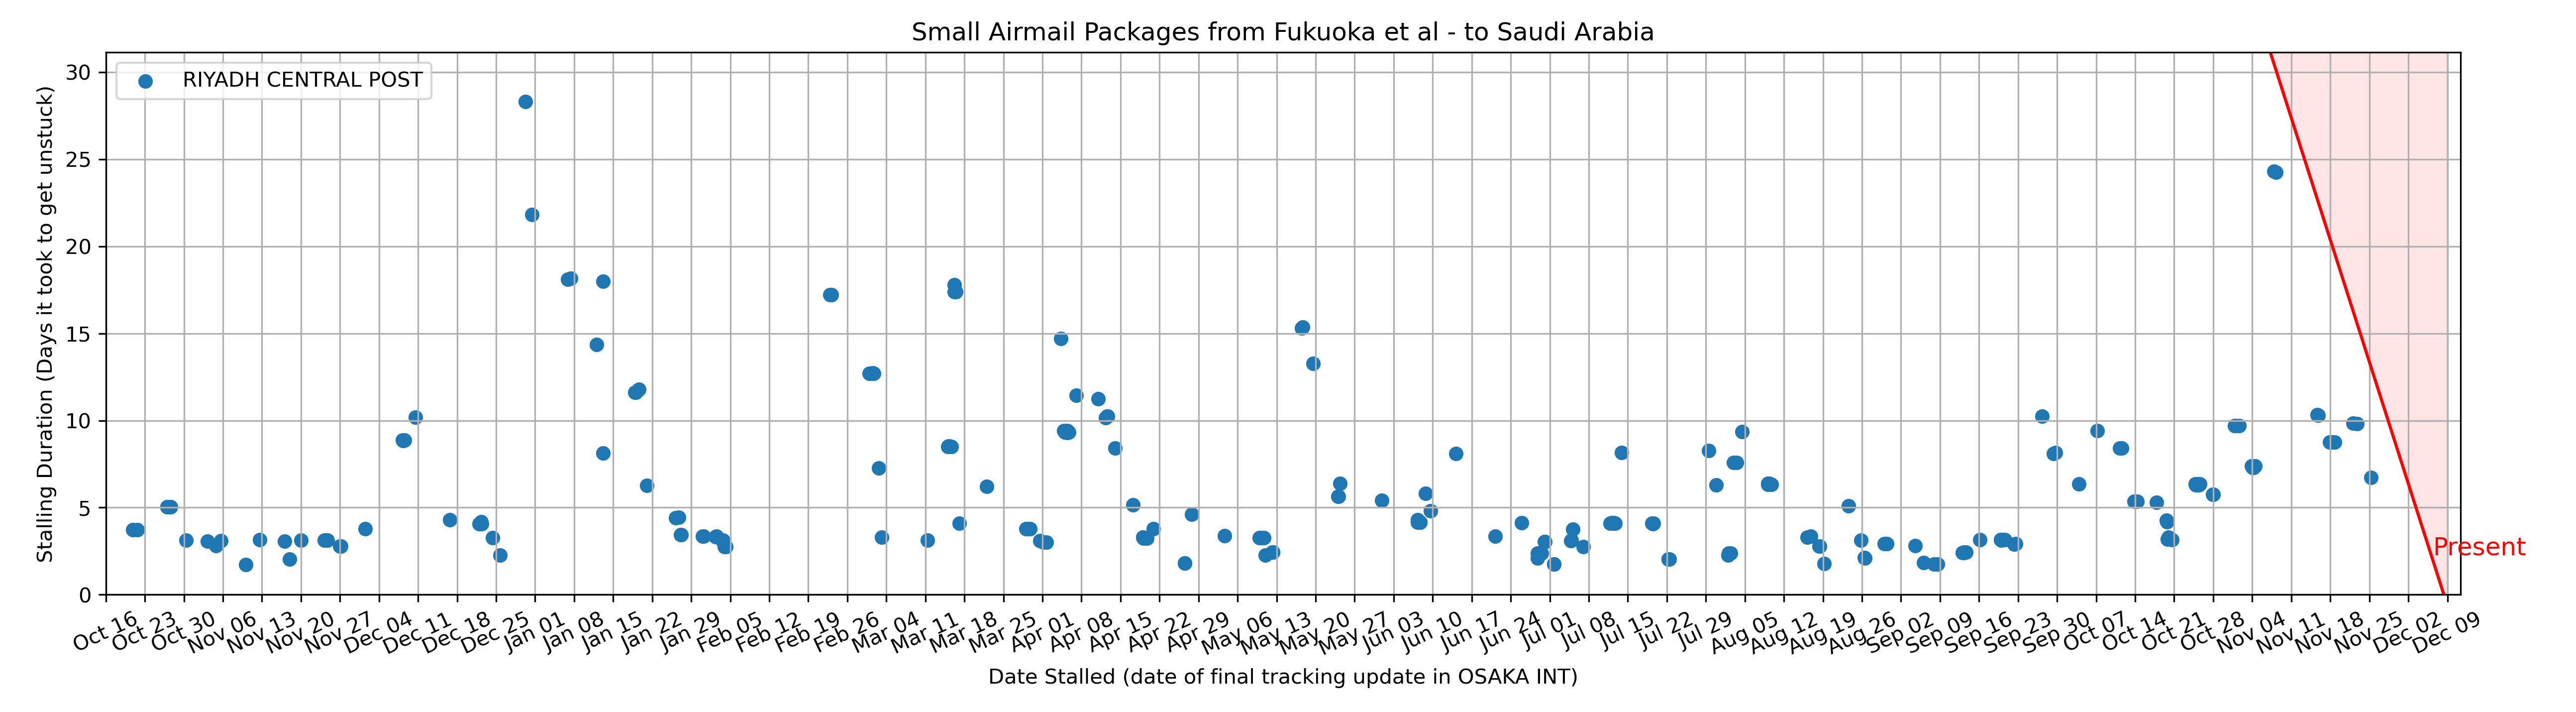 Small Airmail Packages from Fukuoka et al - to Saudi Arabia
RIYADH CENTRAL POST
Stalling Duration (Days it took to get unstuck)
30
25
20
15
10
5
0
Present
Oct 16
Oct 23
Oct 30
Nov 06
Nov 13
Nov 20
Nov 27
Dec 04
Dec 11
Dec 18
Dec 25
Jan 01
Jan 08
Jan 15
Jan 22
Jan 29
Feb 05
Feb 12
Feb 19
Feb 26
Mar 04
Mar 11
Mar 18
Mar 25
Apr 01
Apr 08
Apr 15
Apr 22
Apr 29
May 06
May 13
May 20
May 27
Jun 03
Jun 10
Jun 17
Jun 24
Jul 01
Jul 08
Jul 15
Jul 22
Jul 29
Aug 05
Aug 12
Aug 19
Aug 26
Sep 02
Sep 09
Sep 16
Sep 23
Sep 30
Oct 07
Oct 14
Oct 21
Oct 28
Nov 04
Nov 11
Nov 18
Nov 25
Dec 02
Dec 09
Date Stalled (date of final tracking update in OSAKA INT)